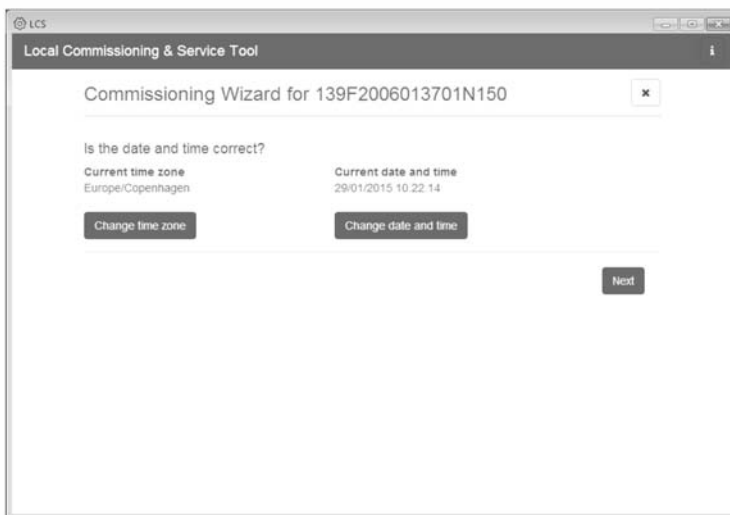 LCS
Local Commissioning & Service Tool
i
Commissioning Wizard for 139F2006013701N150
×
Is the date and time correct?
Current time zone
Current date and time
Europe/Copenhagen
29/01/2015 10.22.14
Change time zone
Change date and time
Next